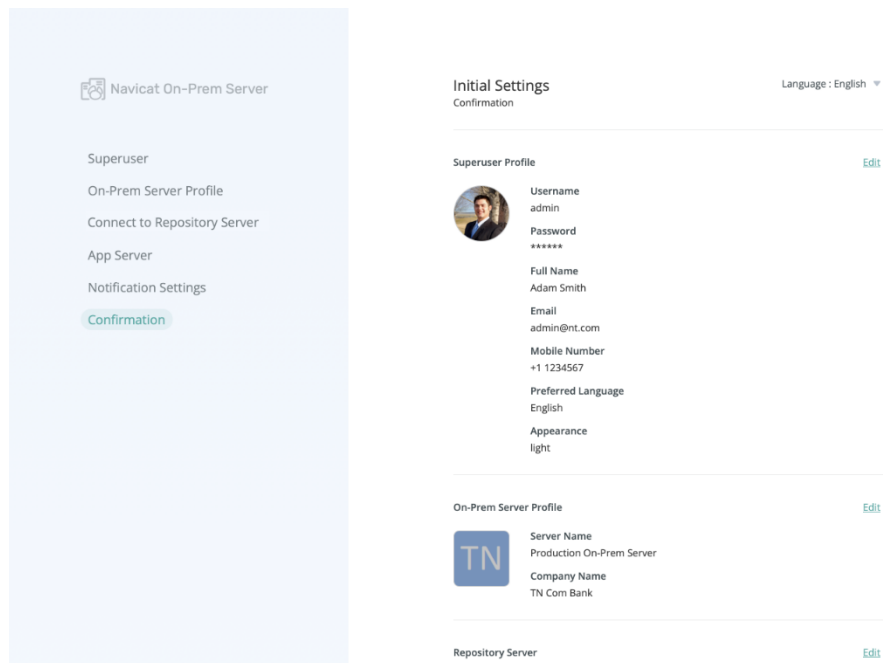 Navicat On-Prem Server
Superuser
On-Prem Server Profile
Connect to Repository Server
App Server
Notification Settings
Confirmation
Initial Settings
Language : English
Confirmation
Superuser Profile
Edit
Username
admin
Password
******
Full Name
Adam Smith
Email
admin@nt.com
Mobile Number
+1 1234567
Preferred Language
English
Appearance
light
On-Prem Server Profile
Edit
TN
Server Name
Production On-Prem Server
Company Name
TN Com Bank
Repository Server
Edit